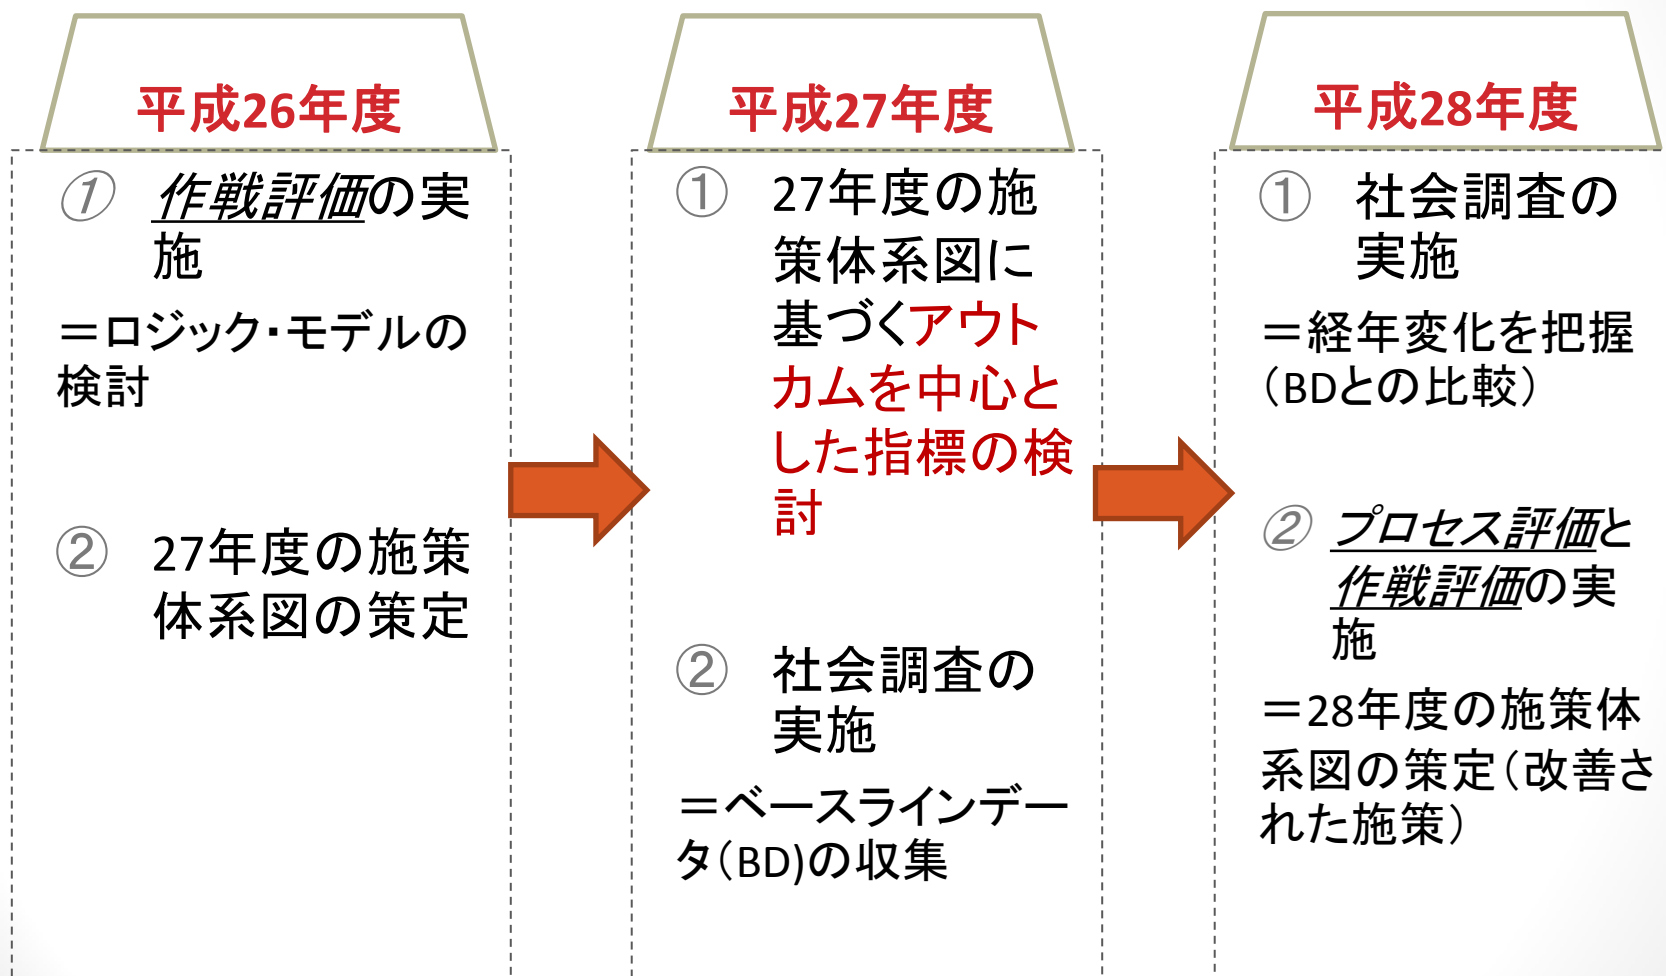 平成26年度
① 作戦評価の実
施
＝ロジック・モデルの
検討
② 27年度の施策
体系図の策定
平成27年度
① 27年度の施
策体系図に
基づくアウト
カムを中心と
した指標の検
討
② 社会調査の
実施
＝ベースラインデー
タ（BD)の収集
平成28年度
① 社会調査の
実施
＝経年変化を把握
（BDとの比較）
② プロセス評価と
作戦評価の実
施
＝28年度の施策体
系図の策定（改善さ
れた施策）